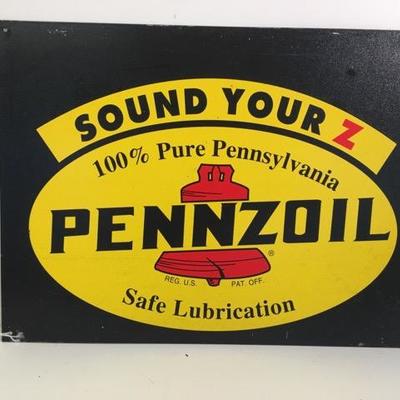 SOUND YOUR Z
100% Pure Pennsylvania
PENNZOIL
®
REG. U.S. PAT. OFF.
Safe Lubrication